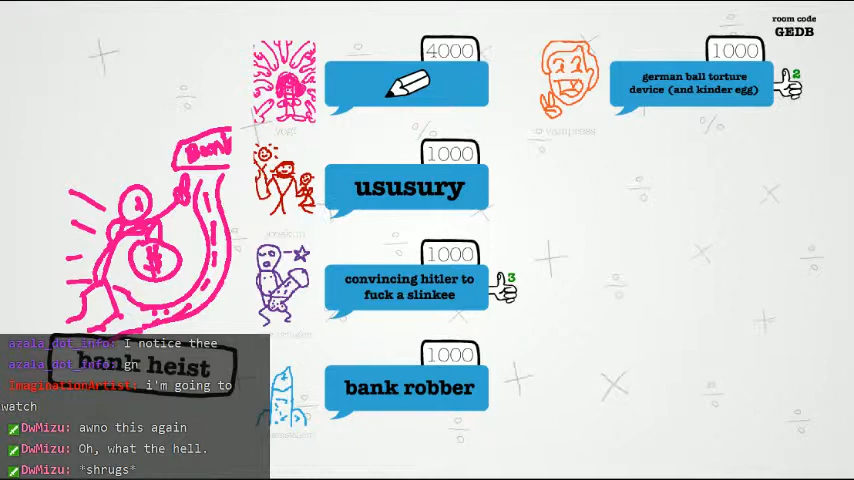 room code
GEDB
4000
1000
german ball torture
device (and kinder egg)
2
1000
ususury
1000
convincing hitler to
fuck a slinkee
3
1000
bank robber
$$
bank heist
azaia_dot_info: I notice thee
azaia_dot_info: gn
ImaginationArtist: i'm going to
watch
DwMizu: awno this again
DwMizu: Oh, what the hell.
DwMizu: *shrugs*